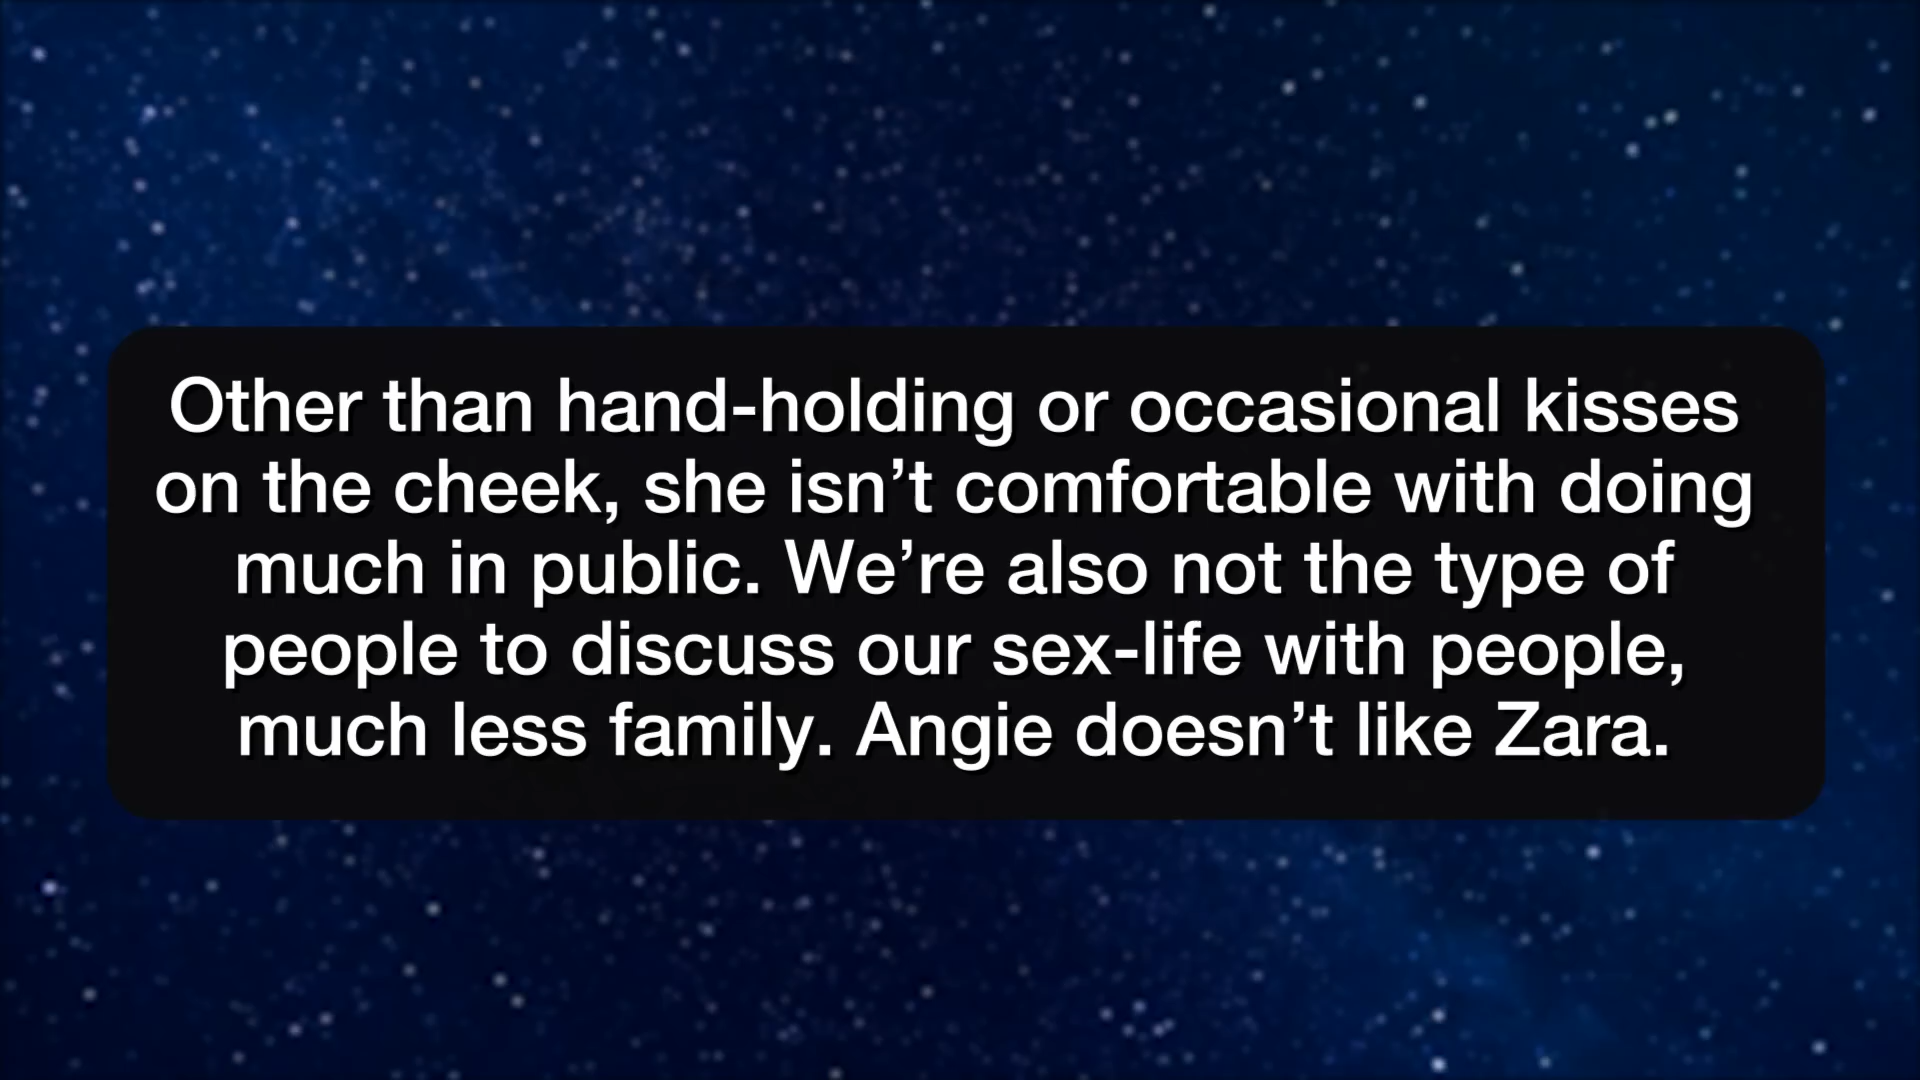 Other than hand-holding or occasional kisses
on the cheek, she isn’t comfortable with doing
much in public. We’re also not the type of
people to discuss our sex-life with people,
much less family. Angie doesn’t like Zara.